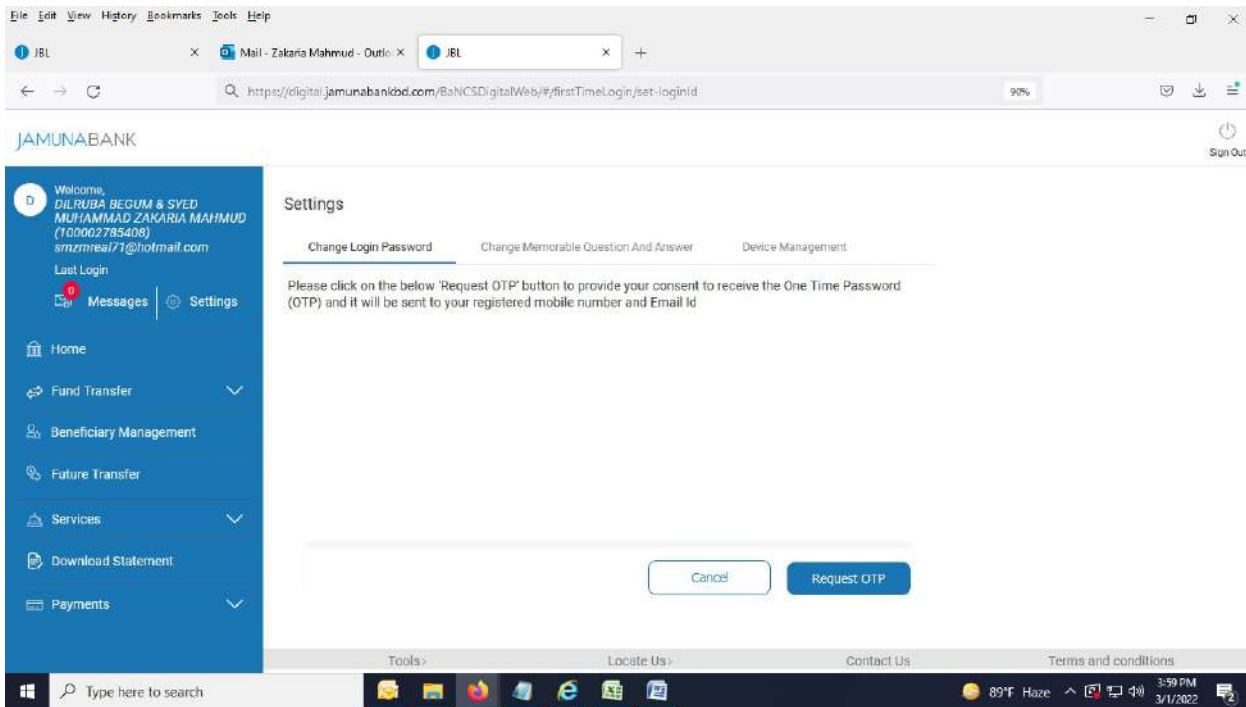 File Edit View History Bookmarks Tools Help
JBL
Mail - Zakaria Mahmud - Outlo
JBL
https://digital.jamunabankbd.com/BaNCSDigitalWeb/#/firstTimeLogin/set-loginId
90%
JAMUNABANK
Sign Out
D
Welcome,
DILRUBA BEGUM & SYED
MUHAMMAD ZAKARIA MAHMUD
(100002785408)
smzmreal71@hotmail.com
Last Login
0
Messages
Settings
Home
Fund Transfer
Beneficiary Management
Future Transfer
Services
Download Statement
Payments
Settings
Change Login Password Change Memorable Question And Answer Device Management
Please click on the below 'Request OTP' button to provide your consent to receive the One Time Password
(OTP) and it will be sent to your registered mobile number and Email Id
Cancel Request OTP
Tools> Locate Us> Contact Us Terms and conditions
Type here to search
89°F Haze
3:59 PM
3/1/2022
2